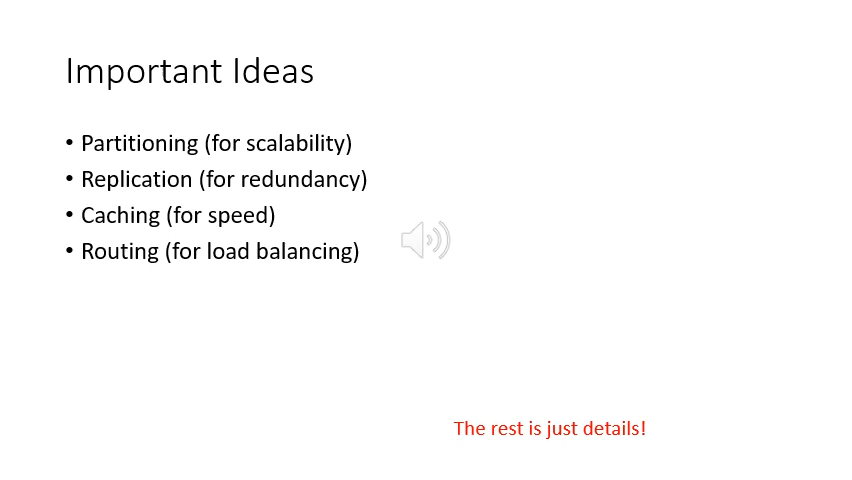 Important Ideas
• Partitioning (for scalability)
• Replication (for redundancy)
• Caching (for speed)
• Routing (for load balancing)
The rest is just details!